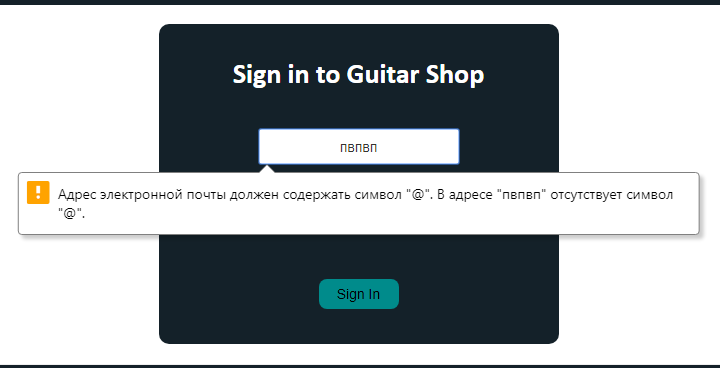 Sign in to Guitar Shop
пвпвп
Адрес электронной почты должен содержать символ "@". В адресе "пвпвп" отсутствует символ
"@".
Sign In